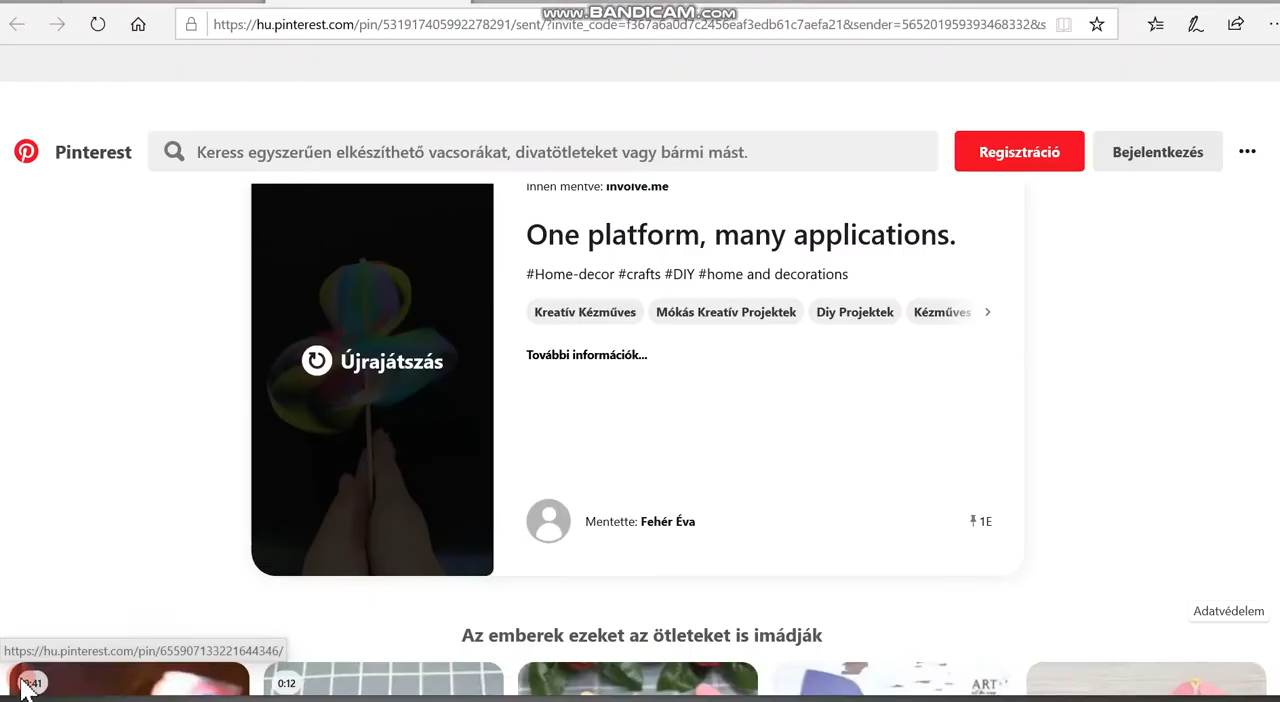 www.BANDICAM.com
https://hu.pinterest.com/pin/531917405992278291/sent/?invite_code=f367a6a0d7c2456eaf3edb61c7aefa21&sender=565201959393468332&s
Pinterest
Keress egyszerűen elkészíthető vacsorákat, divatötleteket vagy bármi mást.
Regisztráció
Bejelentkezés
Innen mentve: involve.me
One platform, many applications.
#Home-decor #crafts #DIY #home and decorations
Kreatív Kézműves
Mókás Kreatív Projektek
Diy Projektek
Kézműves
További információk...
Újrajátszás
Mentette: Fehér Éva
1E
Adatvédelem
Az emberek ezeket az ötleteket is imádják
https://hu.pinterest.com/pin/655907133221644346/
0:12
ART